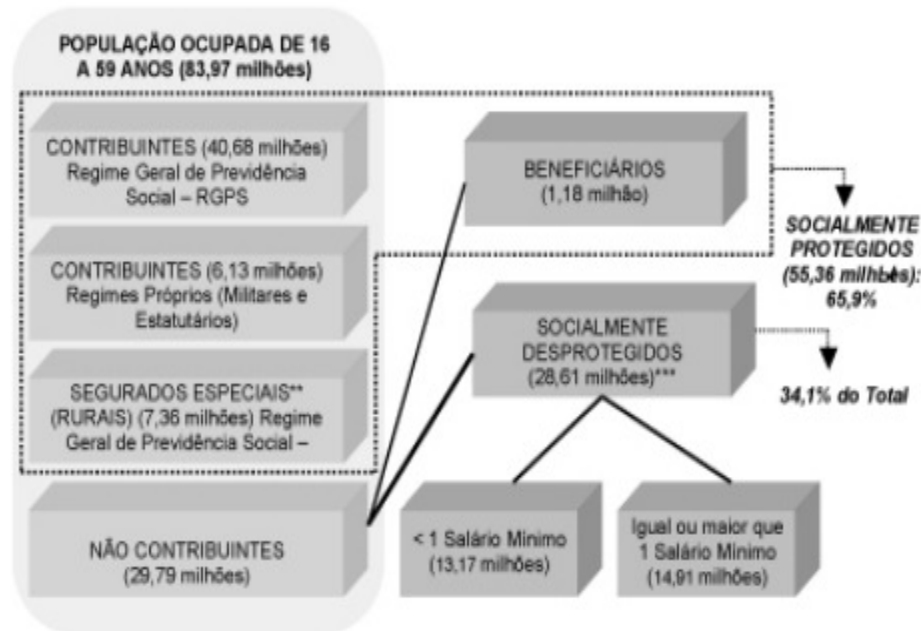 POPULAÇÃO OCUPADA DE 16
A 59 ANOS (83,97 milhões)
CONTRIBUINTES (40,68 milhões)
Regime Geral de Previdência
Social – RGPS
CONTRIBUINTES (6,13 milhões)
Regimes Próprios (Militares e
Estatutários)
SEGURADOS ESPECIAIS**
(RURAIS) (7,36 milhões) Regime
Geral de Previdência Social –
NÃO CONTRIBUINTES
(29,79 milhões)
BENEFICIÁRIOS
(1,18 milhão)
SOCIALMENTE
DESPROTEGIDOS
(28,61 milhões)***
< 1 Salário Mínimo
(13,17 milhões)
Igual ou maior que
1 Salário Mínimo
(14,91 milhões)
SOCIALMENTE
PROTEGIDOS
(55,36 milhões):
65,9%
34,1% do Total